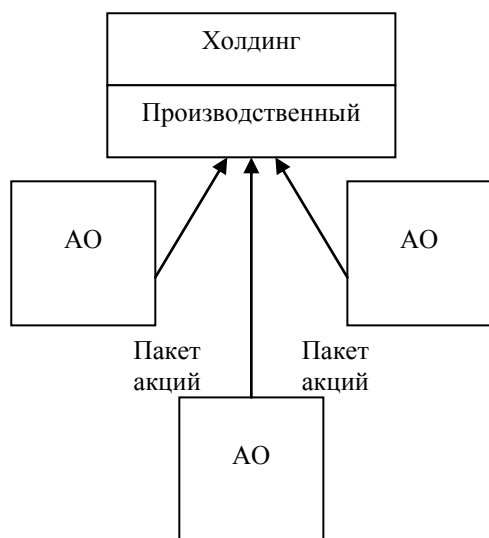 Холдинг
Производственный
АО
АО
Пакет
акций
Пакет
акций
АО